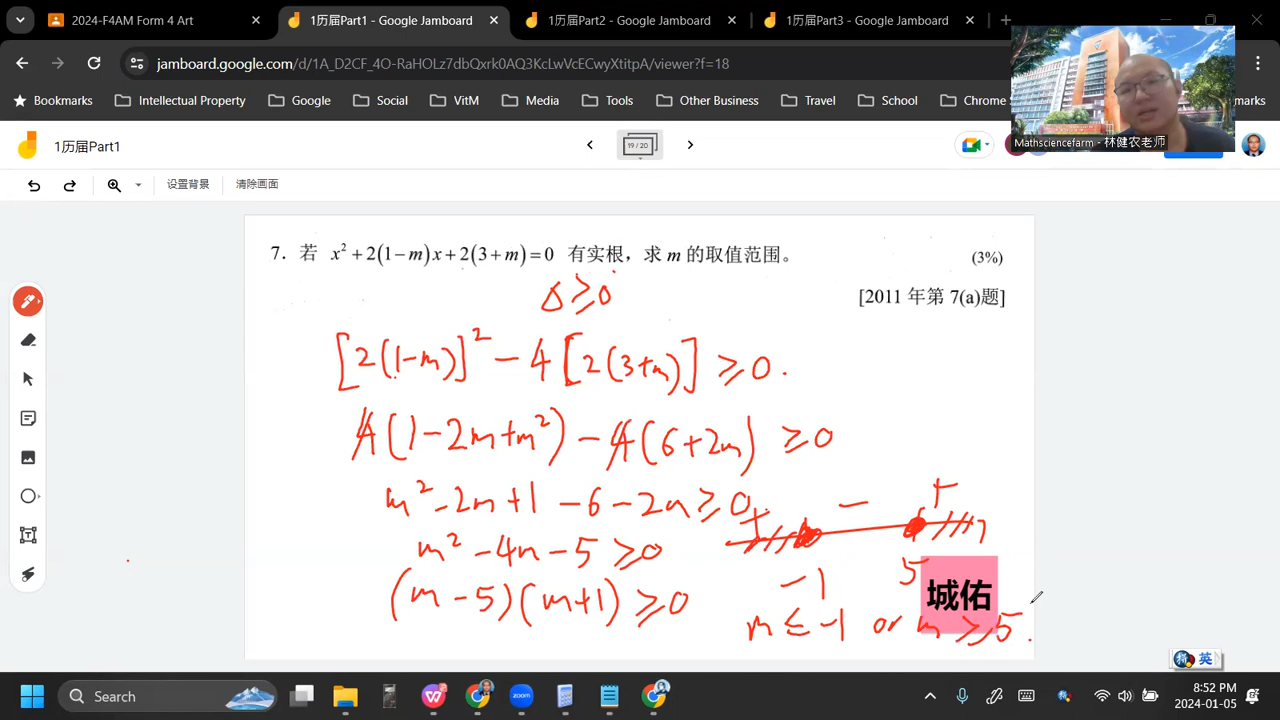 2024-F4AM Form 4 Art
1历届Part1 - Google Jamboard
1历届Part2 - Google Jamboard
1历届Part3 - Google Jamboard
jamboard.google.com/d/1A_D2CF_4O-RaHOLz7dbQxrk0AQ3KcLwVcECwyXtitpA/viewer?f=18
Bookmarks Intellectual Property Google Social VitM Media Tools Other Business Travel School Chrome
Mathsciencefarm - 林健农老师
1历届Part1
19 / 20
设置背景 清除画面
7. 若 x² + 2(1−m)x + 2(3+m) = 0 有实根，求 m 的取值范围。 (3%)
[2011 年第 7(a)题]
Δ ≥ 0
[2(1−m)]² − 4[2(3+m)] ≥ 0.
4(1−2m+m²) − 4(6+2m) ≥ 0
m² −2m + 1 − 6 − 2m ≥ 0
+ − +
m² − 4m − 5 ≥ 0
−1 5
(m − 5)(m+1) ≥ 0
城佑
m ≤ −1 or m ≥ 5.
英
Search
8:52 PM
2024-01-05